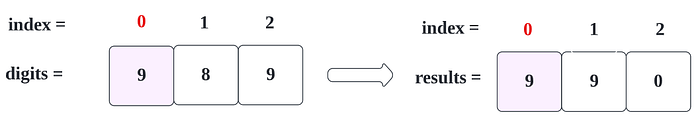 index = 0 1 2
digits = 9 8 9
index = 0 1 2
results = 9 9 0